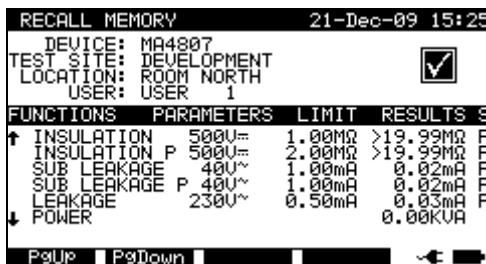 RECALL MEMORY 21-Dec-09 15:25
DEVICE: MA4807
TEST SITE: DEVELOPMENT
LOCATION: ROOM NORTH
USER: USER 1
FUNCTIONS PARAMETERS LIMIT RESULTS S
INSULATION 500V⎓ 1.00MΩ >19.99MΩ P
INSULATION P 500V⎓ 2.00MΩ >19.99MΩ P
SUB LEAKAGE 40V~ 1.00mA 0.02mA P
SUB LEAKAGE P 40V~ 1.00mA 0.02mA P
LEAKAGE 230V~ 0.50mA 0.03mA P
POWER 0.00KVA
PgUp PgDown